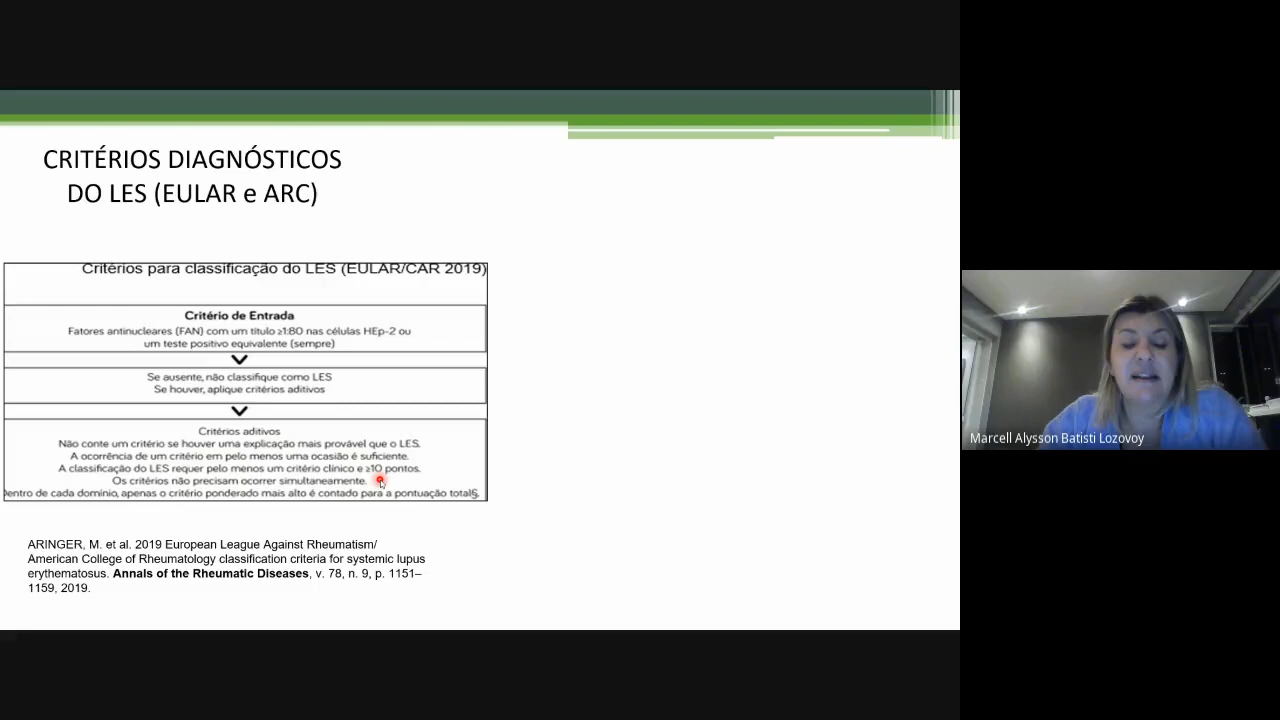 CRITÉRIOS DIAGNÓSTICOS
DO LES (EULAR e ARC)
Critérios para classificação do LES (EULAR/CAR 2019)
Critério de Entrada
Fatores antinucleares (FAN) com um título ≥1:80 nas células HEp-2 ou
um teste positivo equivalente (sempre)
Se ausente, não classifique como LES
Se houver, aplique critérios aditivos
Critérios aditivos
Não conte um critério se houver uma explicação mais provável que o LES.
A ocorrência de um critério em pelo menos uma ocasião é suficiente.
A classificação do LES requer pelo menos um critério clínico e ≥10 pontos.
Os critérios não precisam ocorrer simultaneamente.
Dentro de cada domínio, apenas o critério ponderado mais alto é contado para a pontuação total§.
ARINGER, M. et al. 2019 European League Against Rheumatism/
American College of Rheumatology classification criteria for systemic lupus
erythematosus. Annals of the Rheumatic Diseases, v. 78, n. 9, p. 1151–
1159, 2019.
Marcell Alysson Batisti Lozovoy